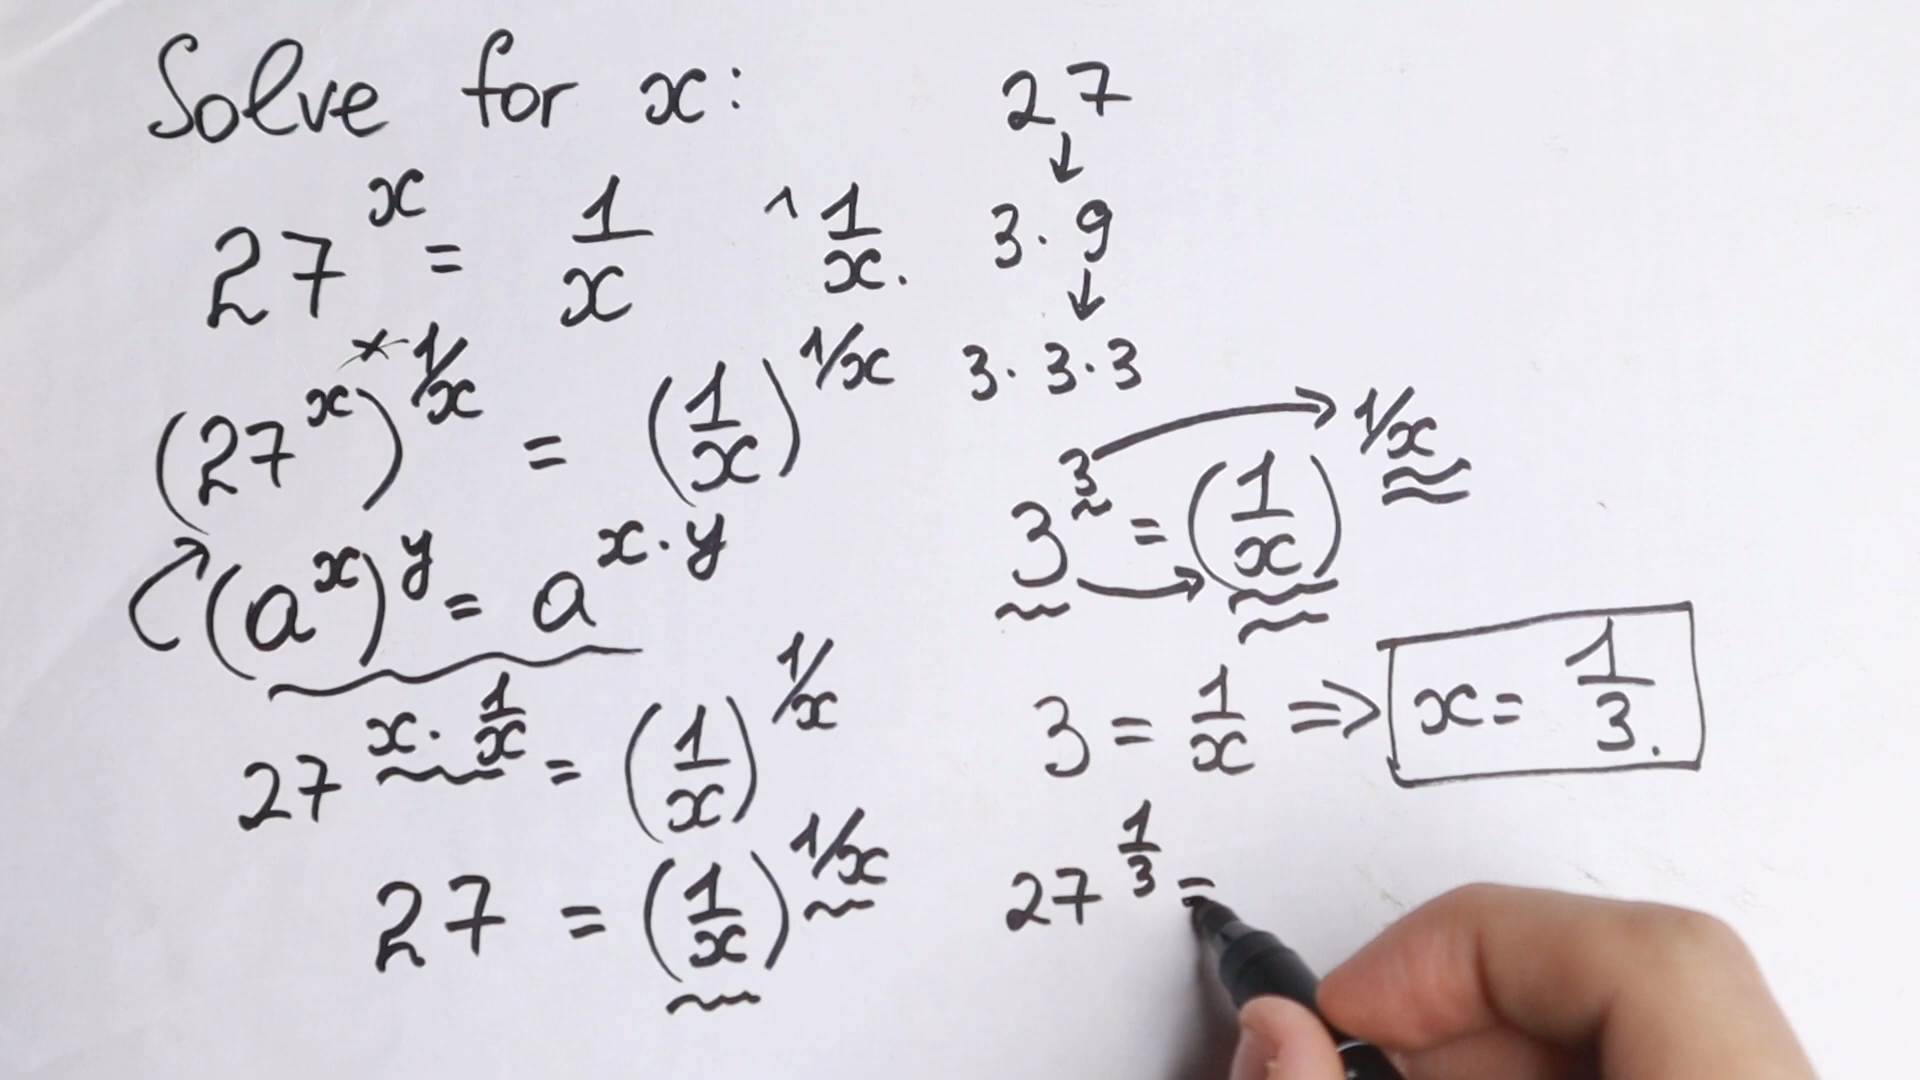 Solve for x:
27^x = 1/x ^ 1/x.
(27^x)^1/x = (1/x)^1/x
(a^x)^y = a^x·y
27^x·1/x = (1/x)^1/x
27 = (1/x)^1/x
27
3·9
3·3·3
3^3 = (1/x)^1/x
3 = 1/x ⇒ x = 1/3.
27^1/3 =